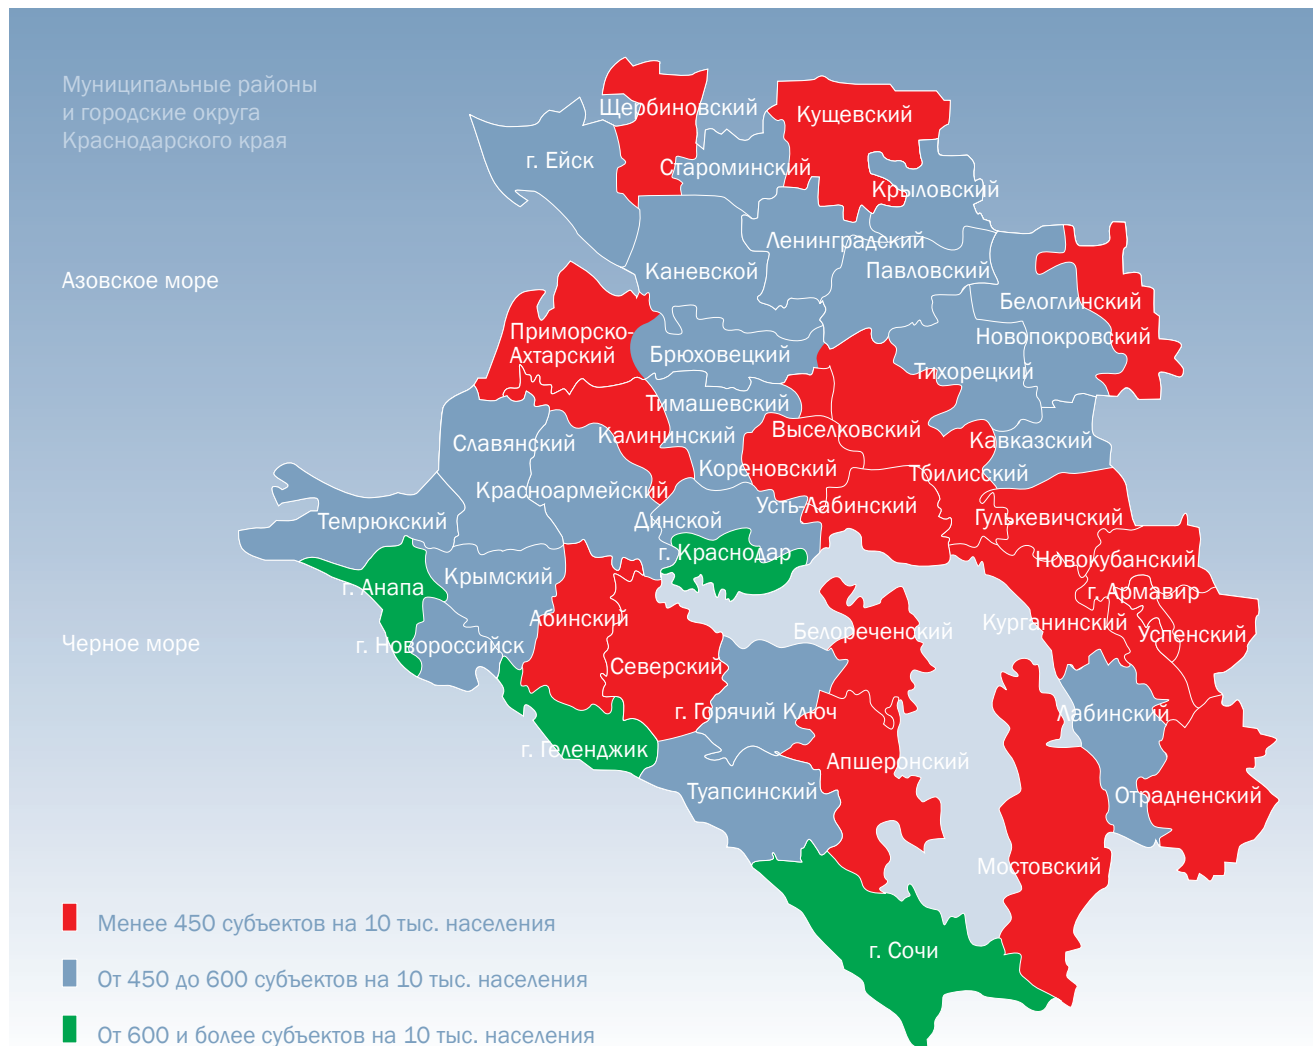 Муниципальные районы
и городские округа
Краснодарского края
Щербиновский
Кущевский
г. Ейск
Староминский
Крыловский
Ленинградский
Азовское море
Каневской
Павловский
Белоглинский
Приморско-
Ахтарский
Новопокровский
Брюховецкий
Тихорецкий
Тимашевский
Славянский
Калининский
Выселковский
Кавказский
Кореновский
Тбилисский
Красноармейский
Усть-Лабинский
Темрюкский
Динской
Гулькевичский
г. Краснодар
Новокубанский
г. Анапа
Крымский
г. Армавир
Абинский
Белореченский
Курганинский
Успенский
Черное море
г. Новороссийск
Северский
г. Горячий Ключ
Лабинский
г. Геленджик
Апшеронский
Туапсинский
Отрадненский
Мостовский
г. Сочи
Менее 450 субъектов на 10 тыс. населения
От 450 до 600 субъектов на 10 тыс. населения
От 600 и более субъектов на 10 тыс. населения